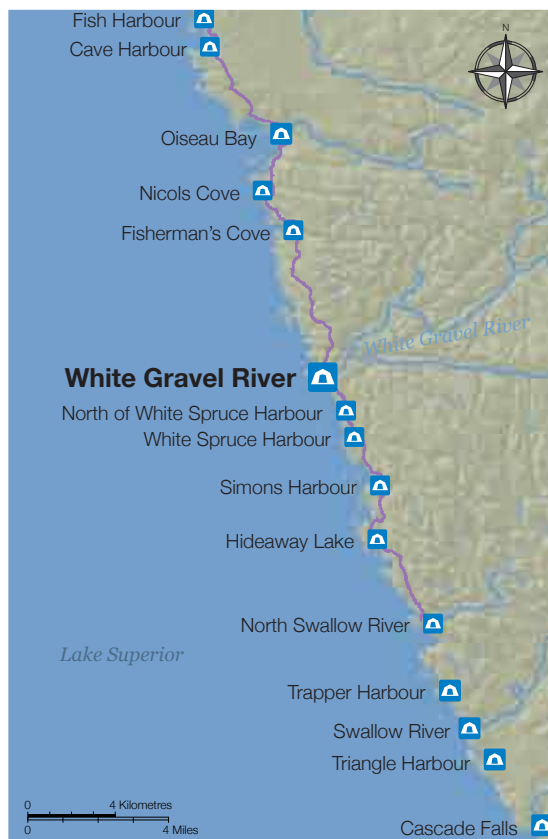 Fish Harbour
N
Cave Harbour
Oiseau Bay
Nicols Cove
Fisherman's Cove
White Gravel River
White Gravel River
North of White Spruce Harbour
White Spruce Harbour
Simons Harbour
Hideaway Lake
North Swallow River
Lake Superior
Trapper Harbour
Swallow River
Triangle Harbour
0 4 Kilometres
0 4 Miles
Cascade Falls